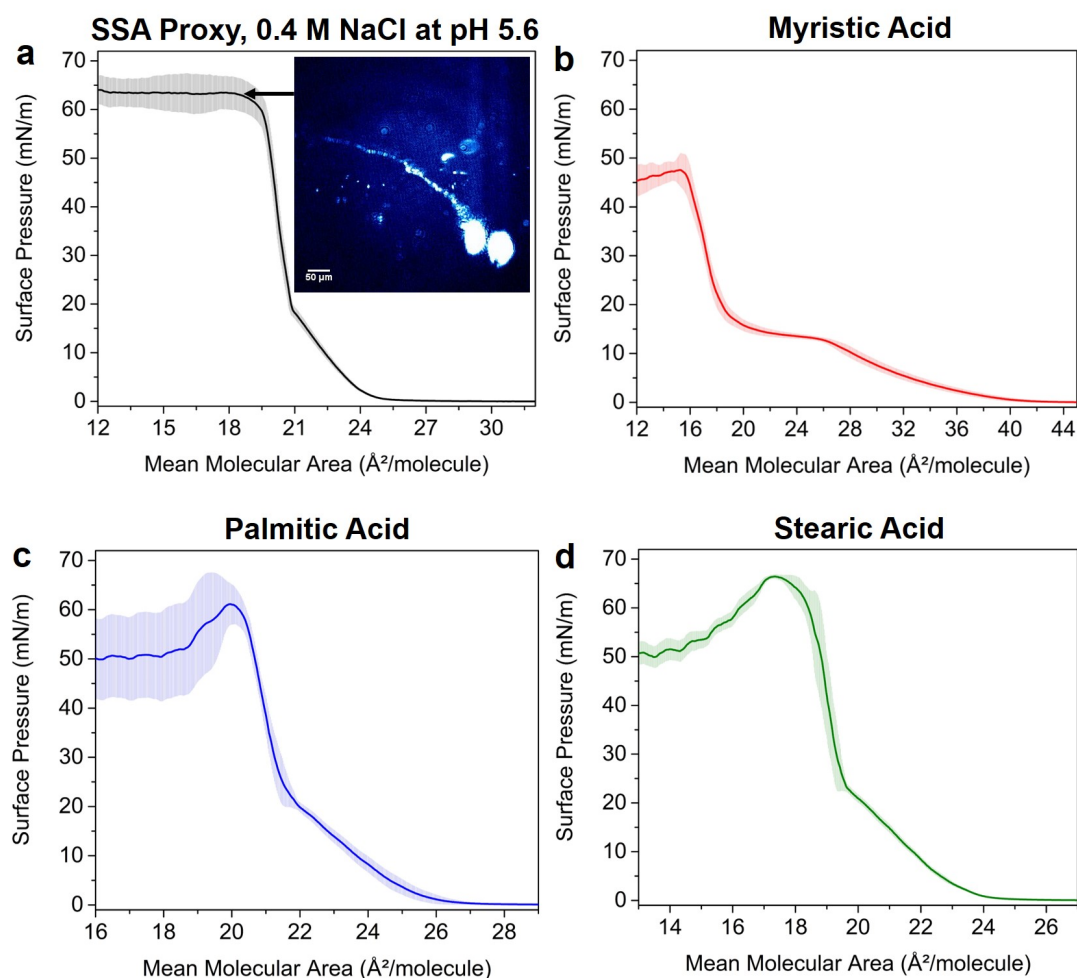 a
SSA Proxy, 0.4 M NaCl at pH 5.6
70
60
50
40
30
20
10
0
Surface Pressure (mN/m)
50 µm
12 15 18 21 24 27 30
Mean Molecular Area (Å²/molecule)
b
Myristic Acid
70
60
50
40
30
20
10
0
Surface Pressure (mN/m)
12 16 20 24 28 32 36 40 44
Mean Molecular Area (Å²/molecule)
c
Palmitic Acid
70
60
50
40
30
20
10
0
Surface Pressure (mN/m)
16 18 20 22 24 26 28
Mean Molecular Area (Å²/molecule)
d
Stearic Acid
70
60
50
40
30
20
10
0
Surface Pressure (mN/m)
14 16 18 20 22 24 26
Mean Molecular Area (Å²/molecule)